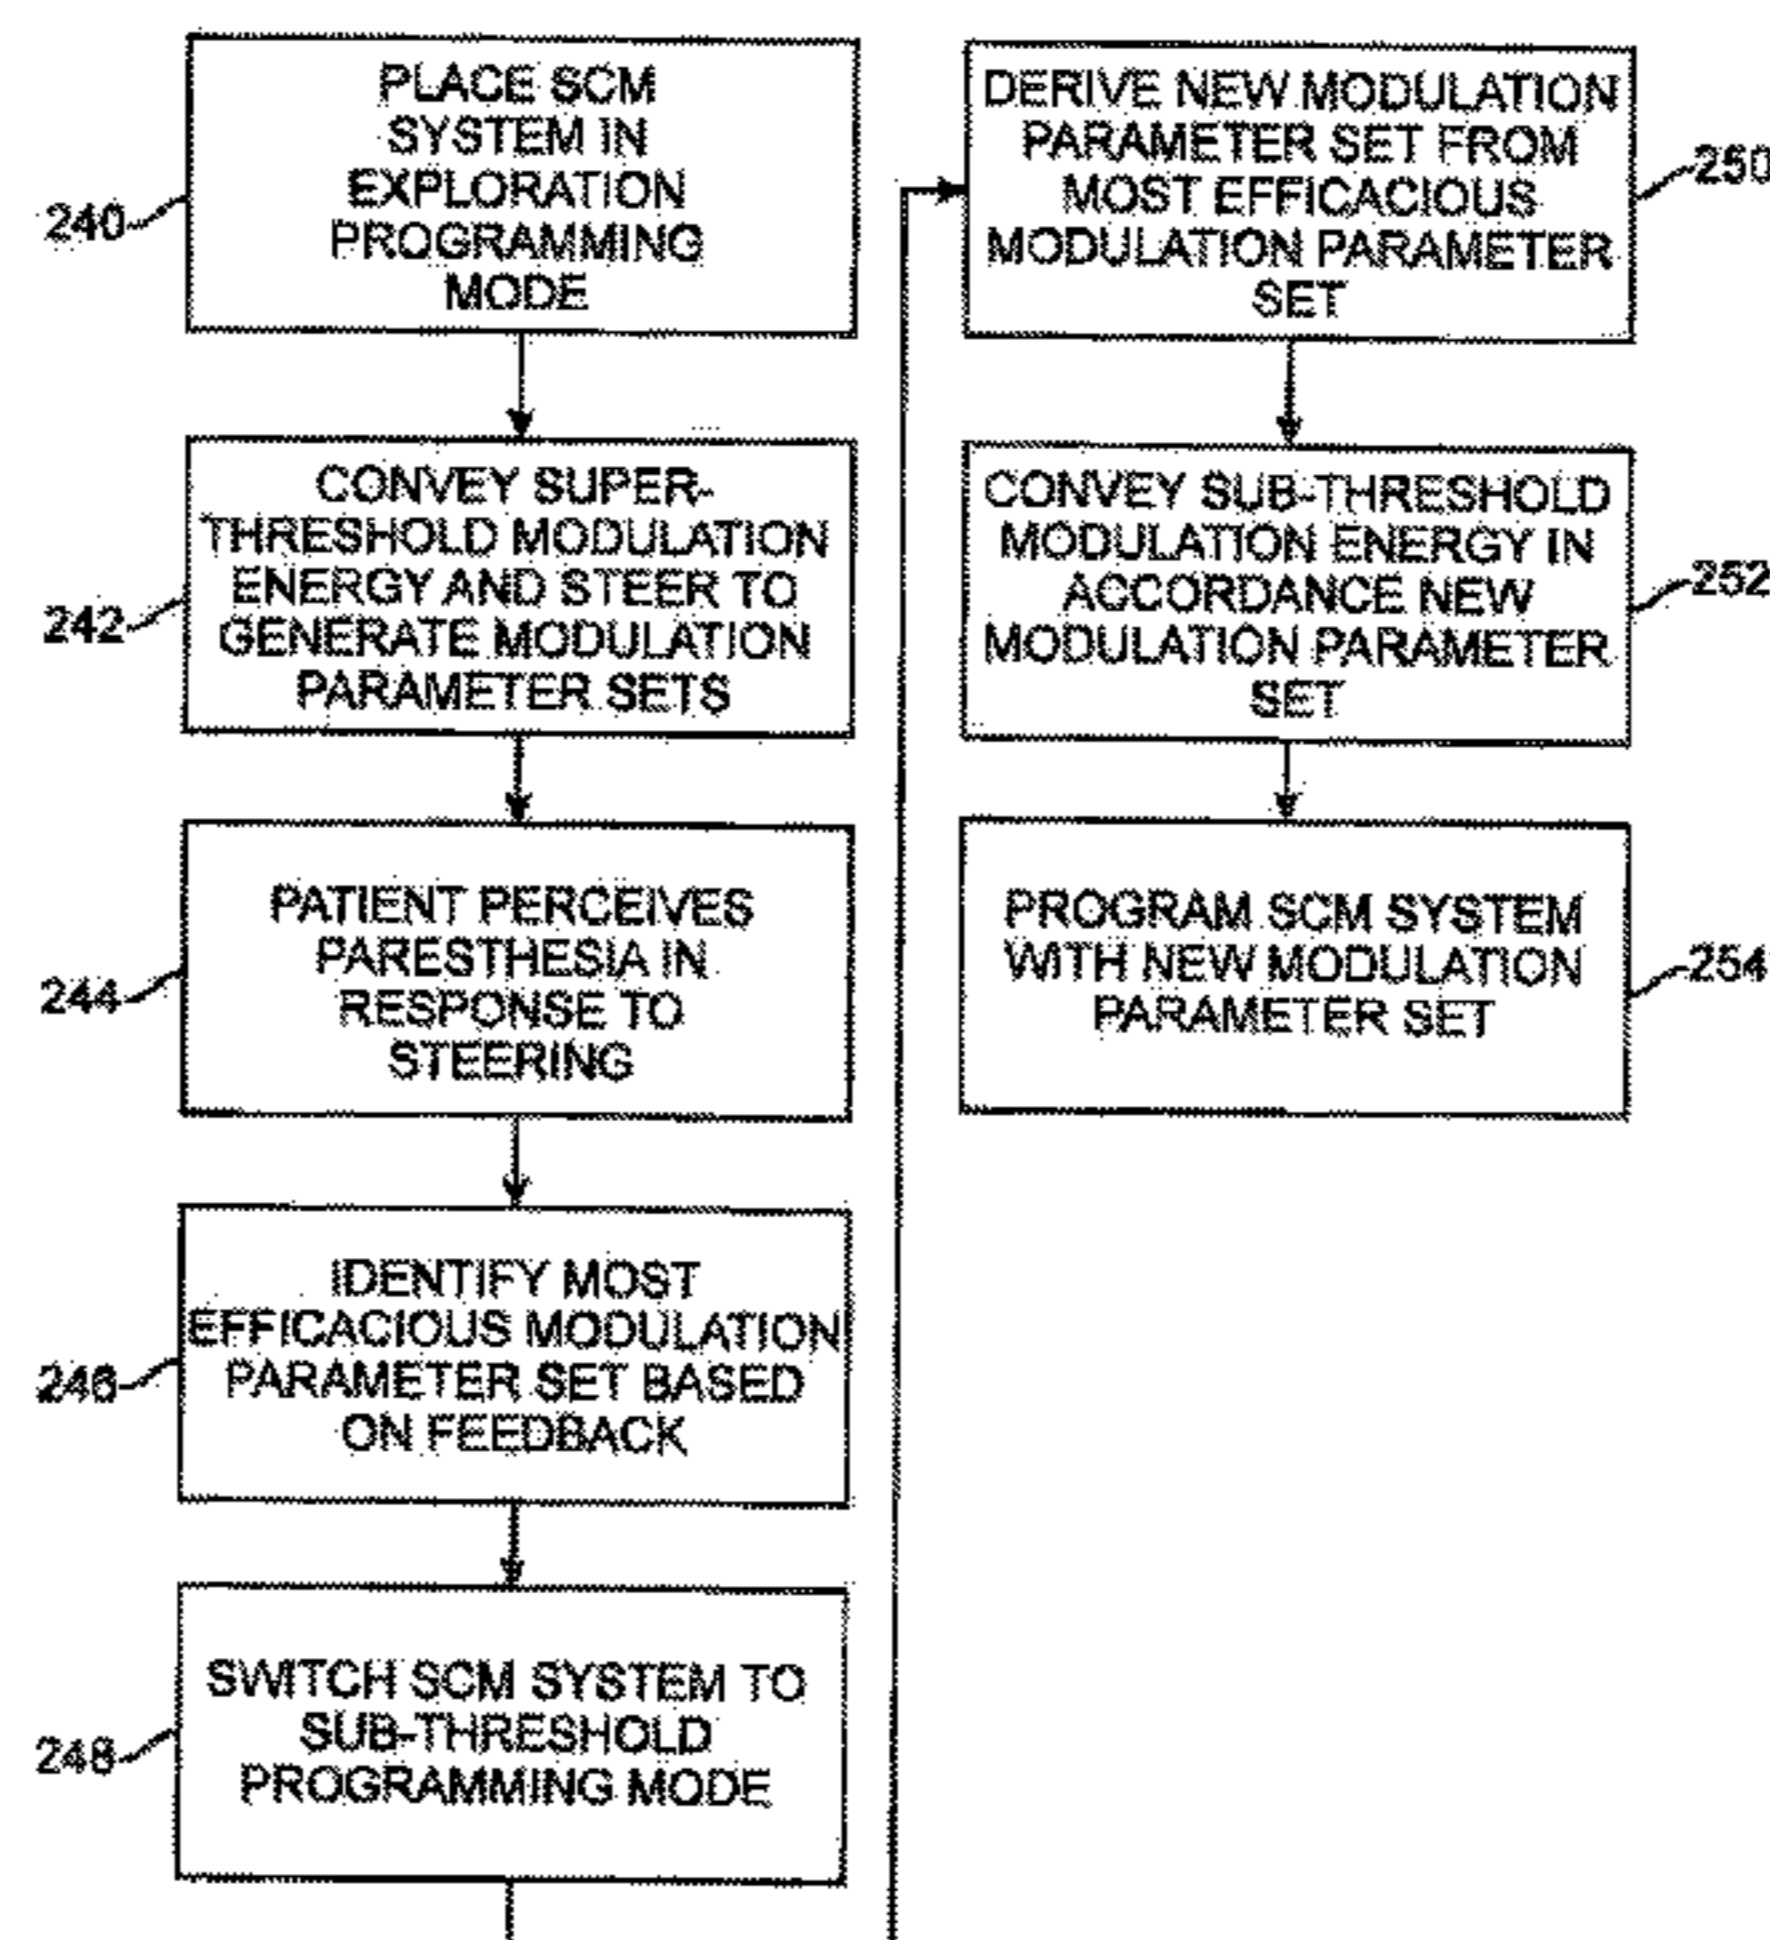 PLACE SCM
SYSTEM IN
EXPLORATION
PROGRAMMING
MODE
240
CONVEY SUPER-
THRESHOLD MODULATION
ENERGY AND STEER TO
GENERATE MODULATION
PARAMETER SETS
242
PATIENT PERCEIVES
PARESTHESIA IN
RESPONSE TO
STEERING
244
IDENTIFY MOST
EFFICACIOUS MODULATION
PARAMETER SET BASED
ON FEEDBACK
246
SWITCH SCM SYSTEM TO
SUB-THRESHOLD
PROGRAMMING MODE
248
DERIVE NEW MODULATION
PARAMETER SET FROM
MOST EFFICACIOUS
MODULATION PARAMETER
SET
250
CONVEY SUB-THRESHOLD
MODULATION ENERGY IN
ACCORDANCE NEW
MODULATION PARAMETER
SET
252
PROGRAM SCM SYSTEM
WITH NEW MODULATION
PARAMETER SET
254